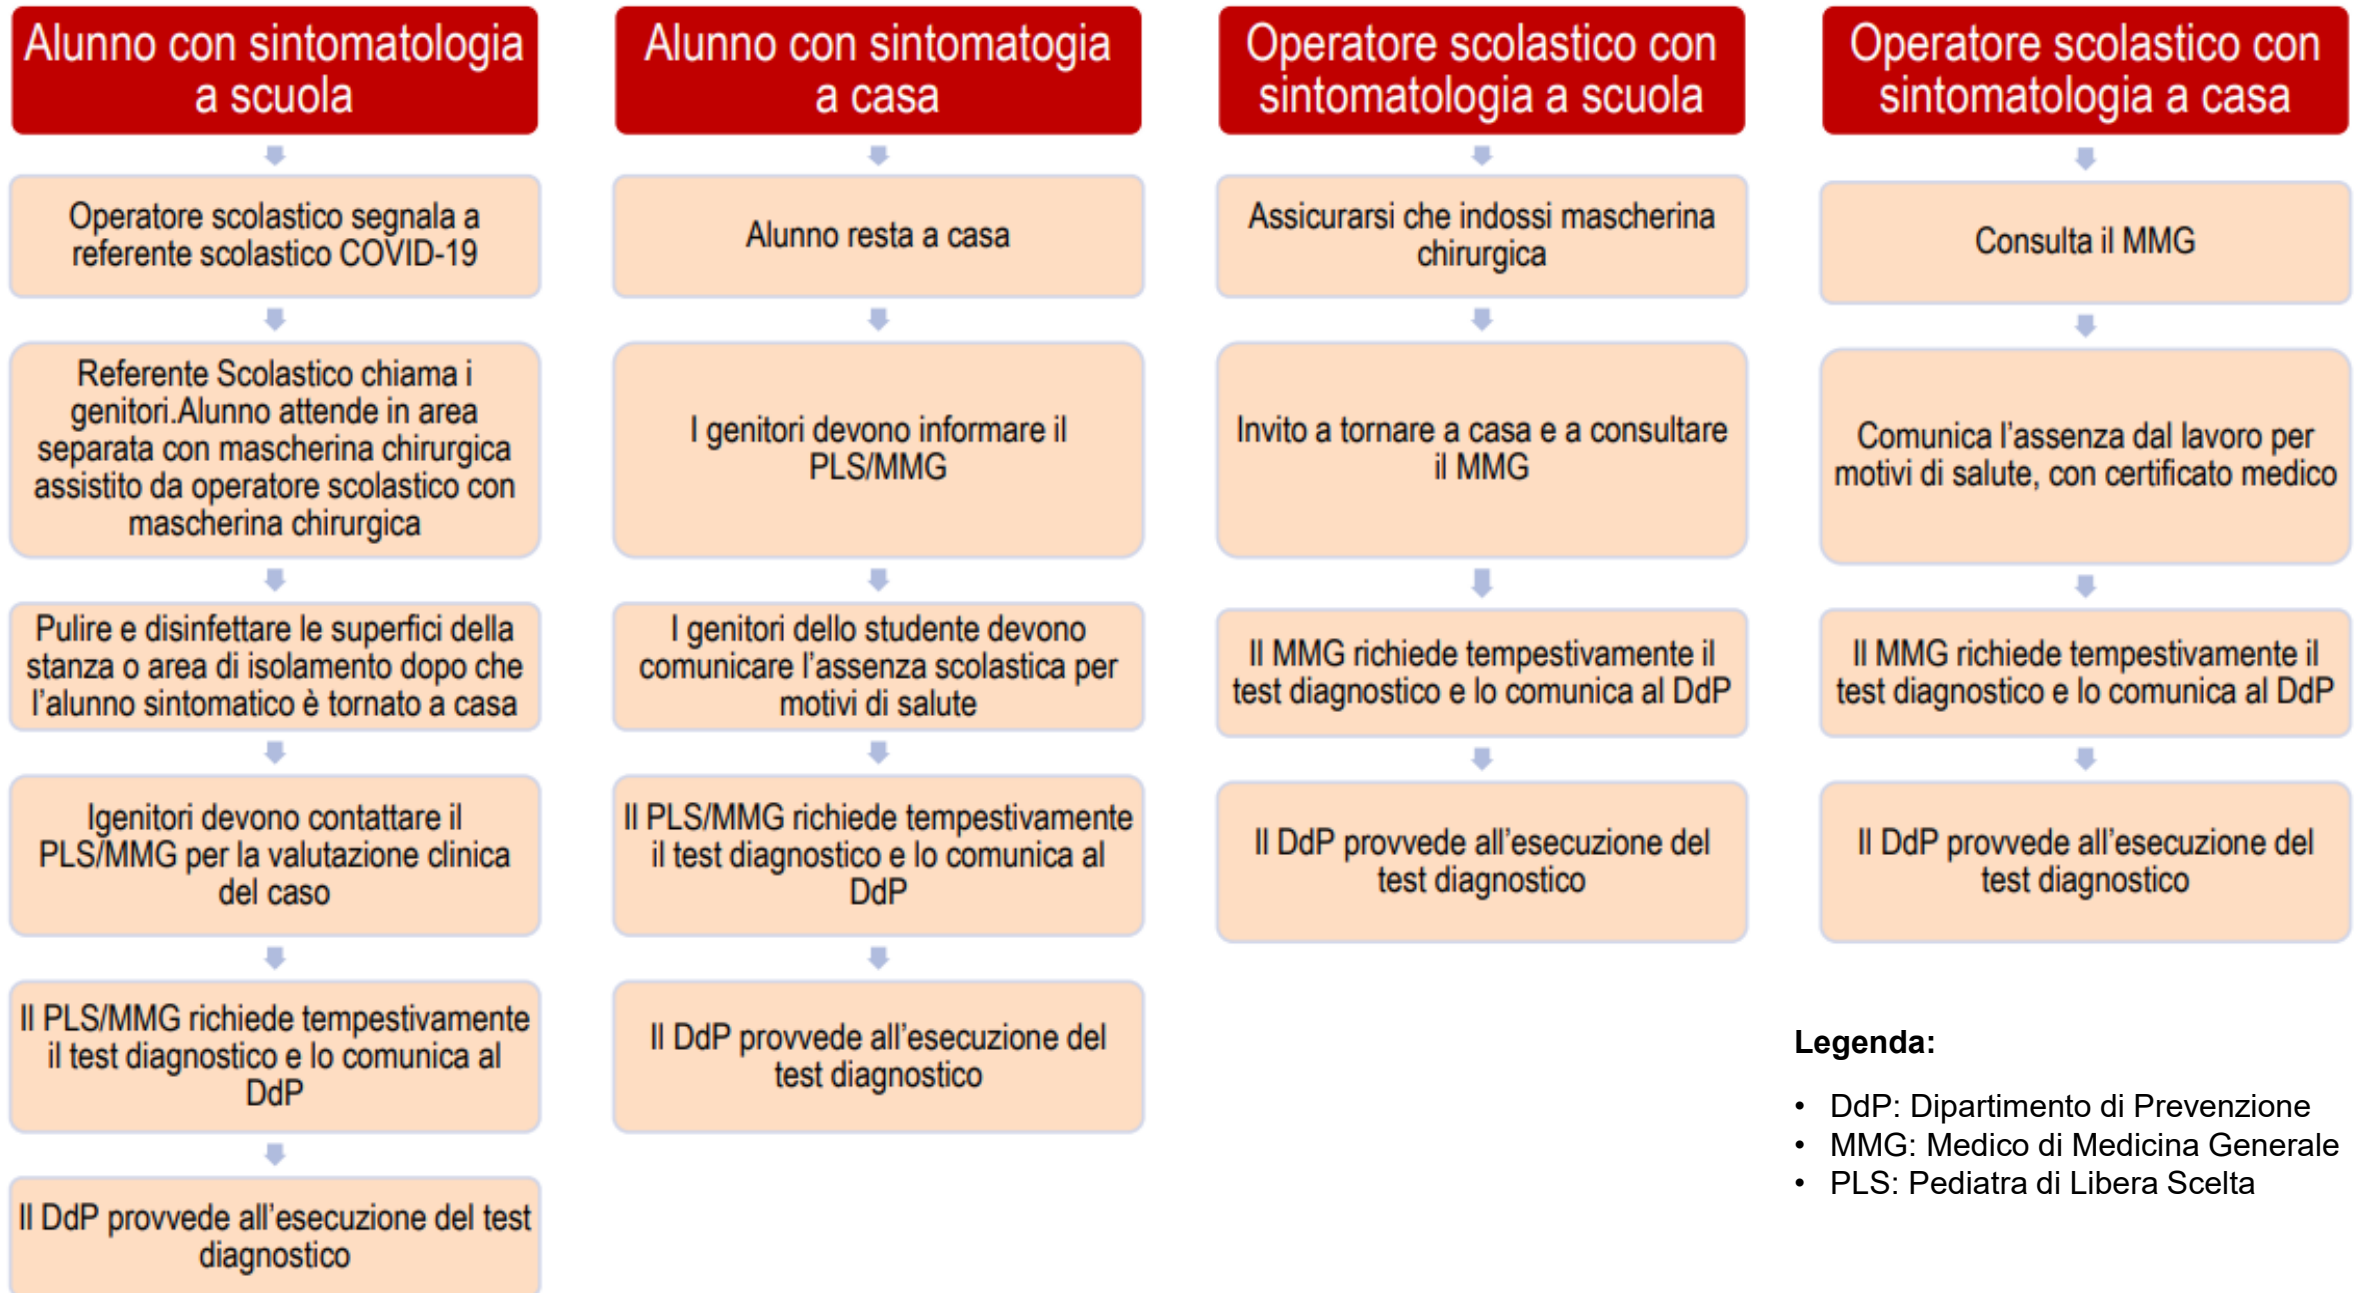 Alunno con sintomatologia
a scuola
Operatore scolastico segnala a
referente scolastico COVID-19
Referente Scolastico chiama i
genitori.Alunno attende in area
separata con mascherina chirurgica
assistito da operatore scolastico con
mascherina chirurgica
Pulire e disinfettare le superfici della
stanza o area di isolamento dopo che
l'alunno sintomatico è tornato a casa
Igenitori devono contattare il
PLS/MMG per la valutazione clinica
del caso
Il PLS/MMG richiede tempestivamente
il test diagnostico e lo comunica al
DdP
Il DdP provvede all'esecuzione del test
diagnostico
Alunno con sintomatogia
a casa
Alunno resta a casa
I genitori devono informare il
PLS/MMG
I genitori dello studente devono
comunicare l'assenza scolastica per
motivi di salute
Il PLS/MMG richiede tempestivamente
il test diagnostico e lo comunica al
DdP
Il DdP provvede all'esecuzione del
test diagnostico
Operatore scolastico con
sintomatologia a scuola
Assicurarsi che indossi mascherina
chirurgica
Invito a tornare a casa e a consultare
il MMG
Il MMG richiede tempestivamente il
test diagnostico e lo comunica al DdP
Il DdP provvede all'esecuzione del
test diagnostico
Operatore scolastico con
sintomatologia a casa
Consulta il MMG
Comunica l'assenza dal lavoro per
motivi di salute, con certificato medico
Il MMG richiede tempestivamente il
test diagnostico e lo comunica al DdP
Il DdP provvede all'esecuzione del
test diagnostico
Legenda:
• DdP: Dipartimento di Prevenzione
• MMG: Medico di Medicina Generale
• PLS: Pediatra di Libera Scelta